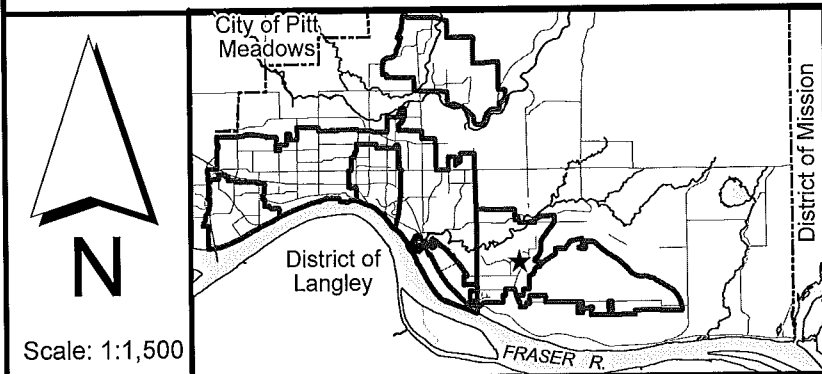 City of Pitt
Meadows
District of Mission
District of
Langley
N
Scale: 1:1,500
FRASER R.